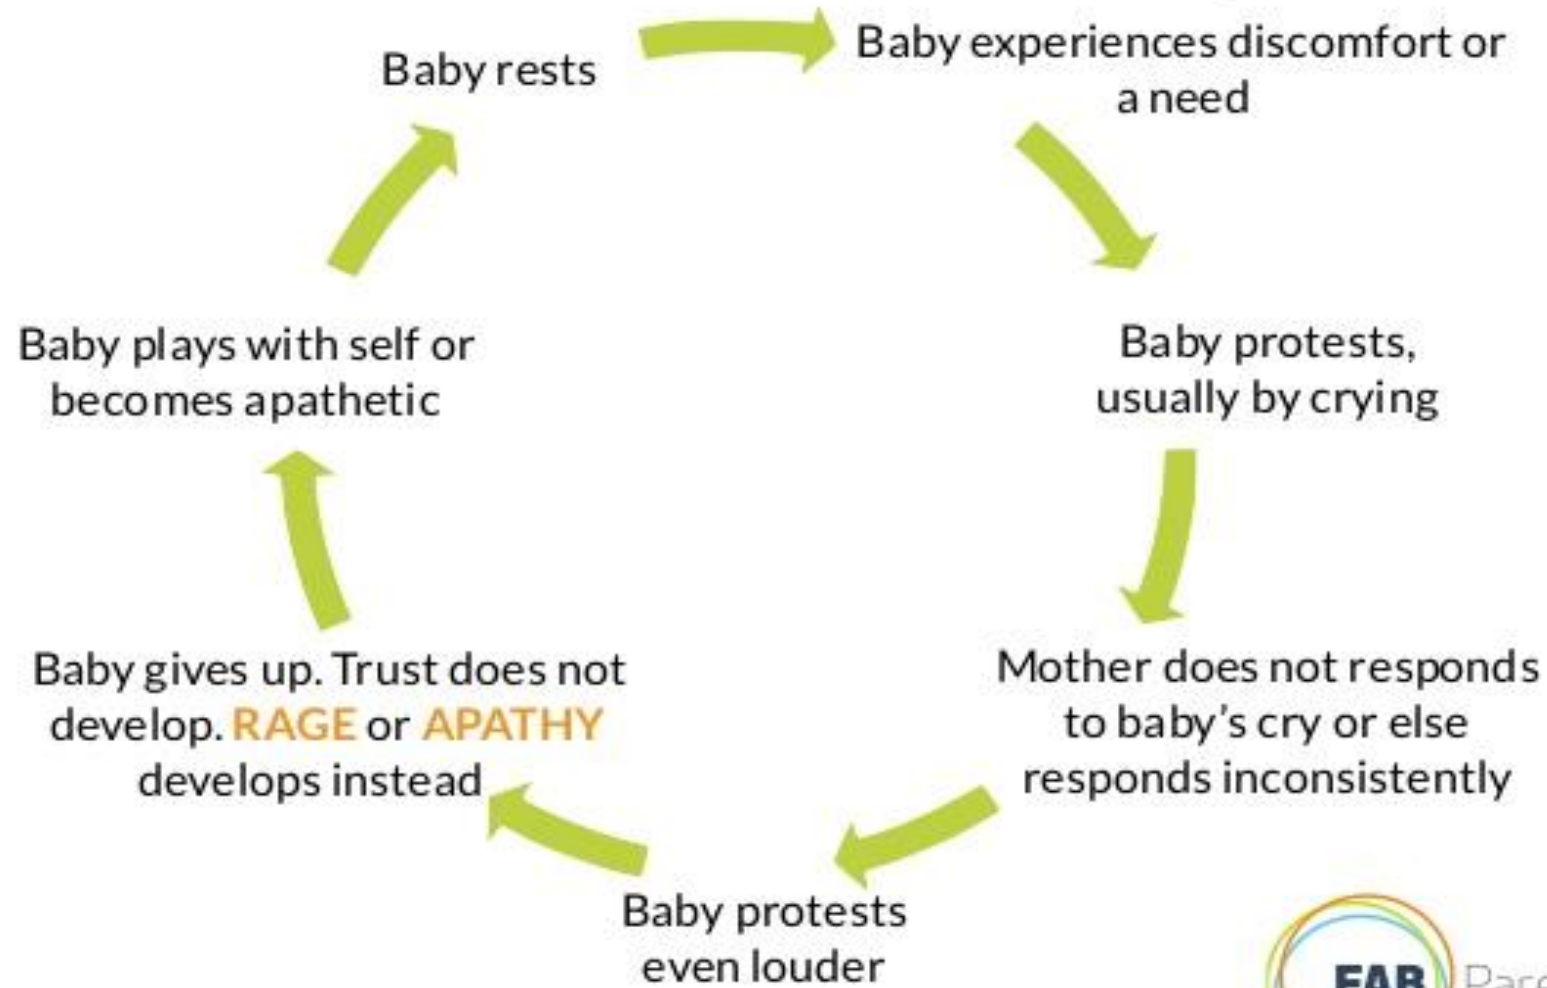 Baby rests
Baby experiences discomfort or
a need
Baby protests,
usually by crying
Mother does not responds
to baby's cry or else
responds inconsistently
Baby protests
even louder
Baby gives up. Trust does not
develop. RAGE or APATHY
develops instead
Baby plays with self or
becomes apathetic
FAB